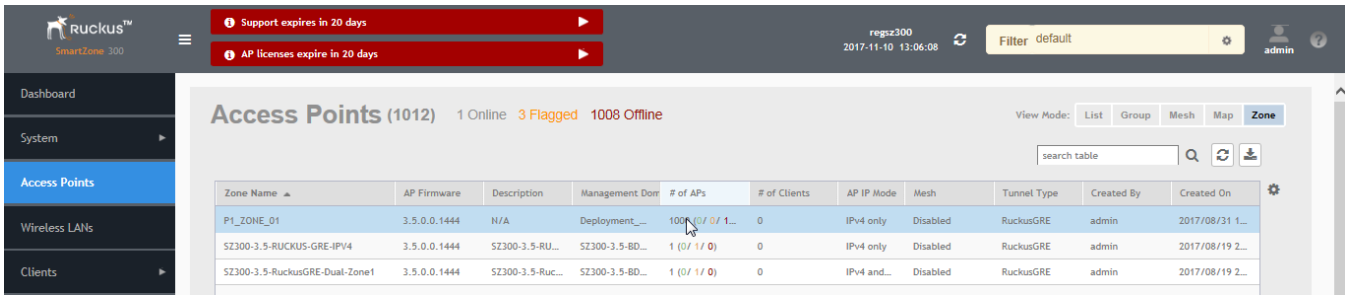 RUCKUS™
SmartZone 300
Support expires in 20 days
AP licenses expire in 20 days
regsz300
2017-11-10 13:06:08
Filter default
admin
Dashboard
System
Access Points
Wireless LANs
Clients
Access Points (1012) 1 Online 3 Flagged 1008 Offline
View Mode: List Group Mesh Map Zone
search table
Zone Name AP Firmware Description Management Dom # of APs # of Clients AP IP Mode Mesh Tunnel Type Created By Created On
P1_ZONE_01 3.5.0.0.1444 N/A Deployment_... (0/ 0/ 1... 0 IPv4 only Disabled RuckusGRE admin 2017/08/31 1...
SZ300-3.5-RUCKUS-GRE-IPV4 3.5.0.0.1444 SZ300-3.5-RU... SZ300-3.5-BD... 1 (0/ 1/ 0) 0 IPv4 only Disabled RuckusGRE admin 2017/08/19 2...
SZ300-3.5-RuckusGRE-Dual-Zone1 3.5.0.0.1444 SZ300-3.5-Ruc... SZ300-3.5-BD... 1 (0/ 1/ 0) 0 IPv4 and... Disabled RuckusGRE admin 2017/08/19 2...